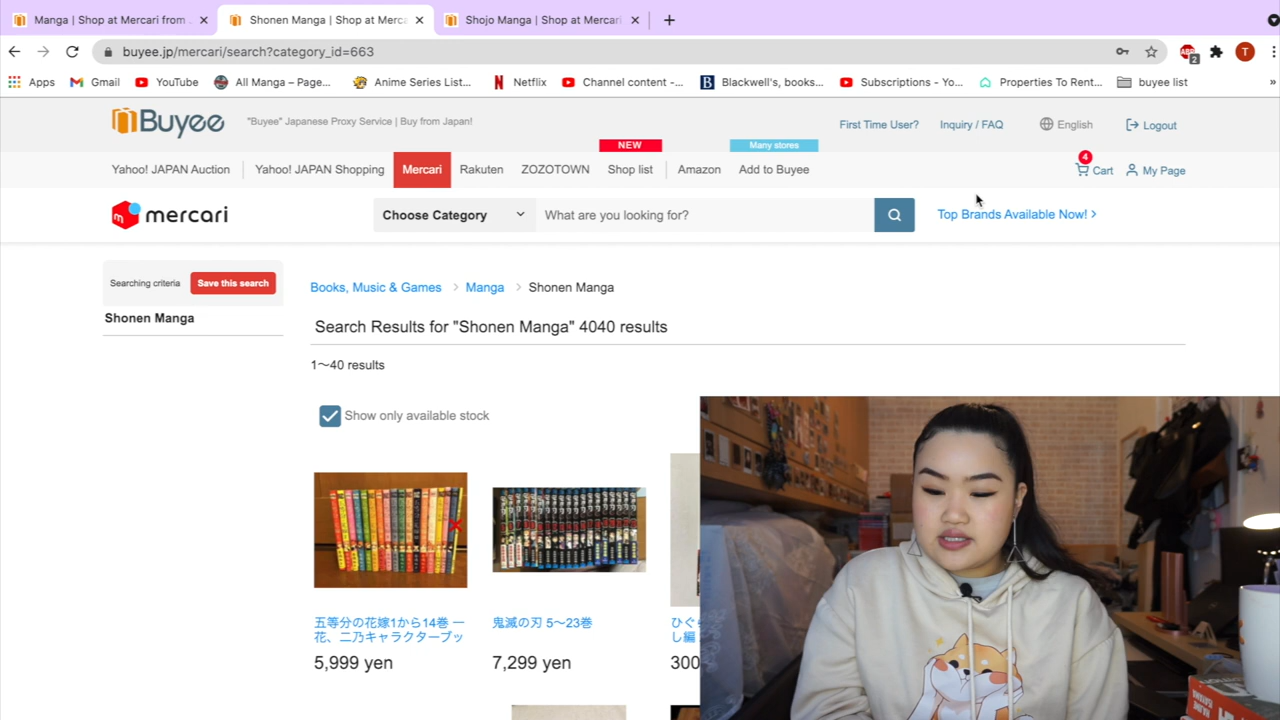 Manga | Shop at Mercari from
Shonen Manga | Shop at Merca
Shojo Manga | Shop at Mercari
buyee.jp/mercari/search?category_id=663
ABP
2
T
Apps
Gmail
YouTube
All Manga – Page...
Anime Series List...
Netflix
Channel content -...
Blackwell's, books...
Subscriptions - Yo...
Properties To Rent...
buyee list
»
Buyee
"Buyee" Japanese Proxy Service | Buy from Japan!
First Time User?
Inquiry / FAQ
English
Logout
NEW
Many stores
4
Yahoo! JAPAN Auction
Yahoo! JAPAN Shopping
Mercari
Rakuten
ZOZOTOWN
Shop list
Amazon
Add to Buyee
Cart
My Page
mercari
Choose Category
What are you looking for?
Top Brands Available Now! >
Searching criteria
Save this search
Shonen Manga
Books, Music & Games > Manga > Shonen Manga
Search Results for "Shonen Manga" 4040 results
1〜40 results
Show only available stock
五等分の花嫁1から14巻 一
花、二乃キャラクターブッ
5,999 yen
鬼滅の刃 5〜23巻
7,299 yen
し編
300